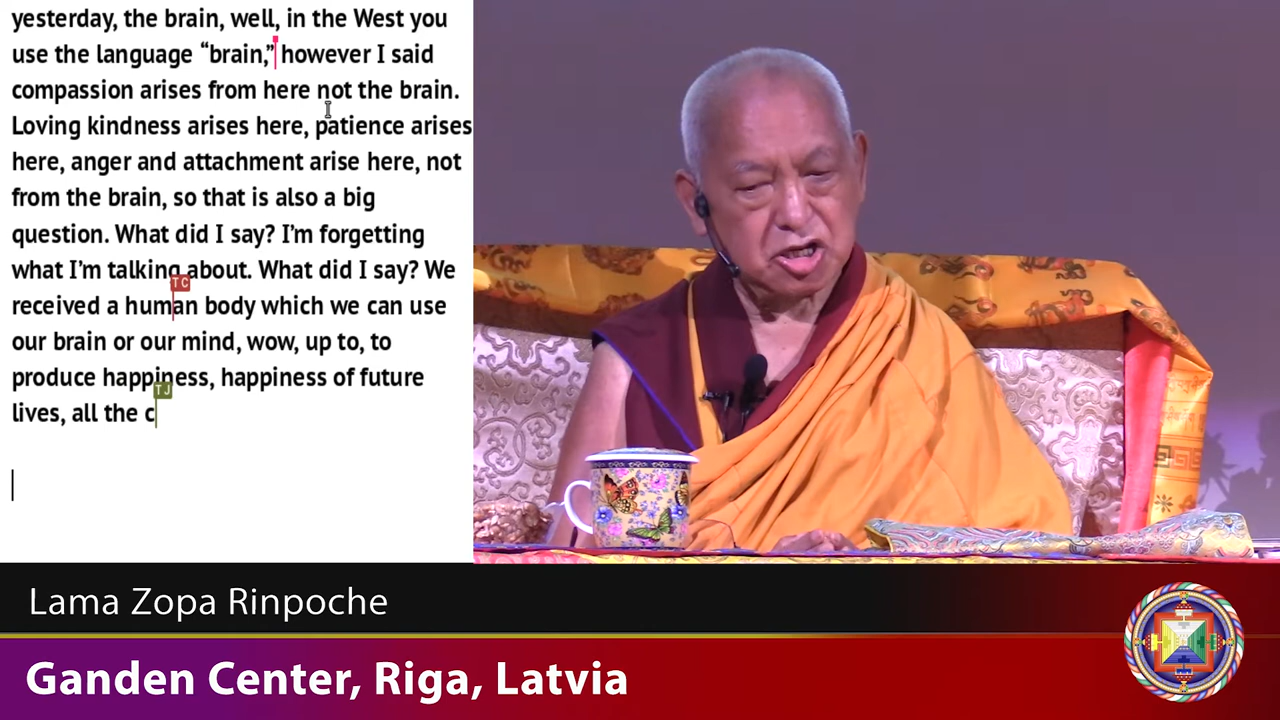 yesterday, the brain, well, in the West you
use the language “brain,” however I said
compassion arises from here not the brain.
Loving kindness arises here, patience arises
here, anger and attachment arise here, not
from the brain, so that is also a big
question. What did I say? I’m forgetting
what I’m talking about. What did I say? We
TC
received a human body which we can use
our brain or our mind, wow, up to, to
produce happiness, happiness of future
TJ
lives, all the c
Lama Zopa Rinpoche
Ganden Center, Riga, Latvia